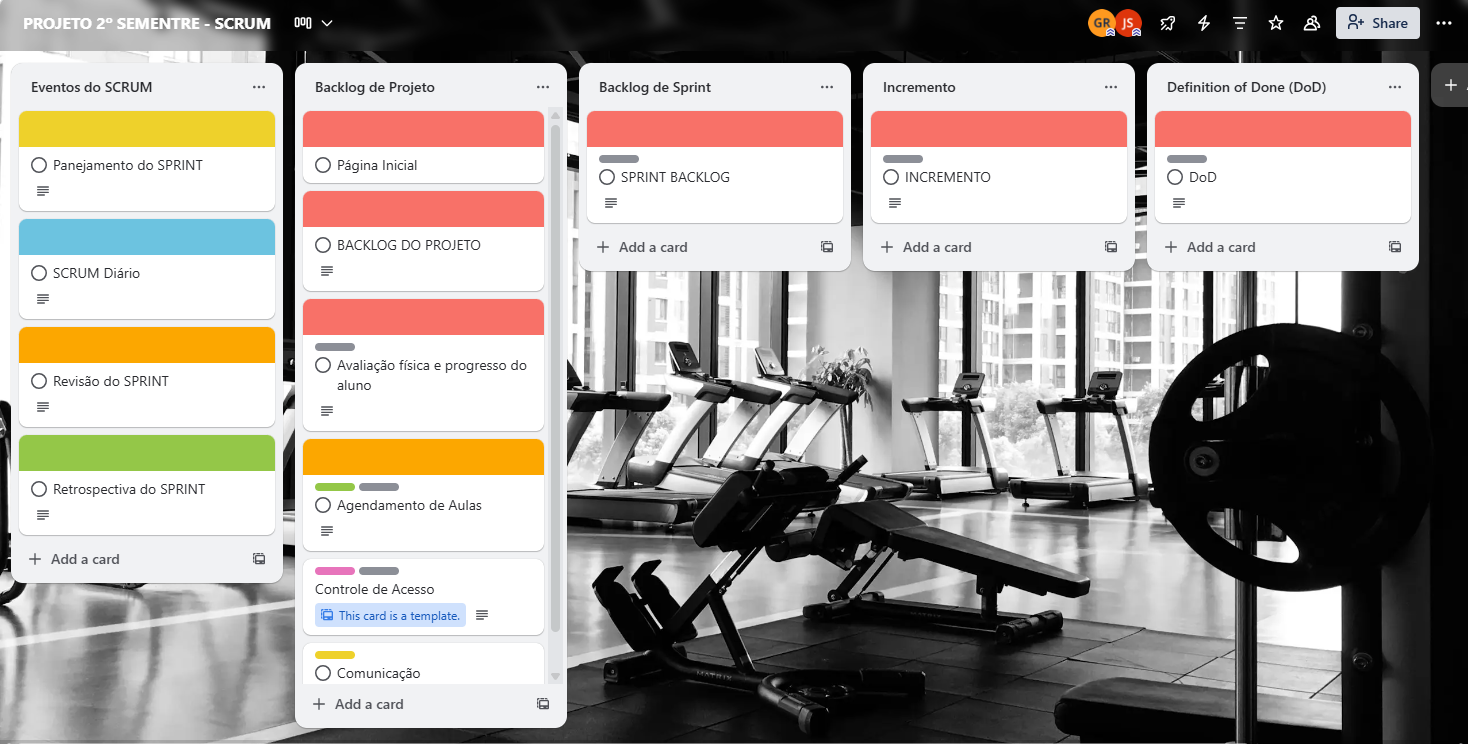 PROJETO 2º SEMENTRE - SCRUM
GR
JS
Share
Eventos do SCRUM
Panejamento do SPRINT
SCRUM Diário
Revisão do SPRINT
Retrospectiva do SPRINT
Add a card
Backlog de Projeto
Página Inicial
BACKLOG DO PROJETO
Avaliação física e progresso do
aluno
Agendamento de Aulas
Controle de Acesso
This card is a template.
Comunicação
Add a card
Backlog de Sprint
SPRINT BACKLOG
Add a card
Incremento
INCREMENTO
Add a card
Definition of Done (DoD)
DoD
Add a card
MATRIX